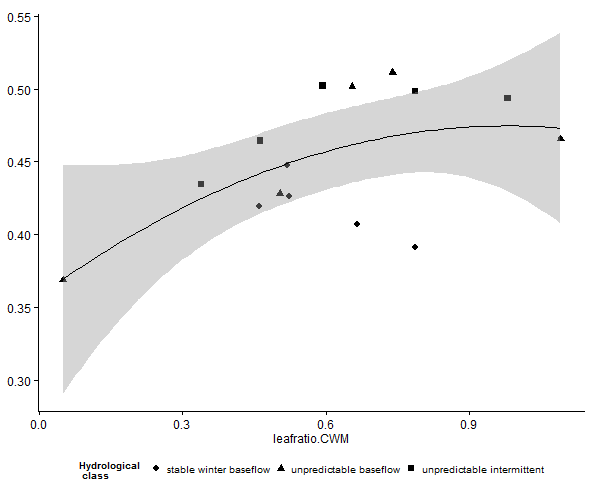 0.55
0.50
0.45
0.40
0.35
0.30
0.0 0.3 0.6 0.9
leafratio.CWM
Hydrological
class
stable winter baseflow unpredictable baseflow unpredictable intermittent